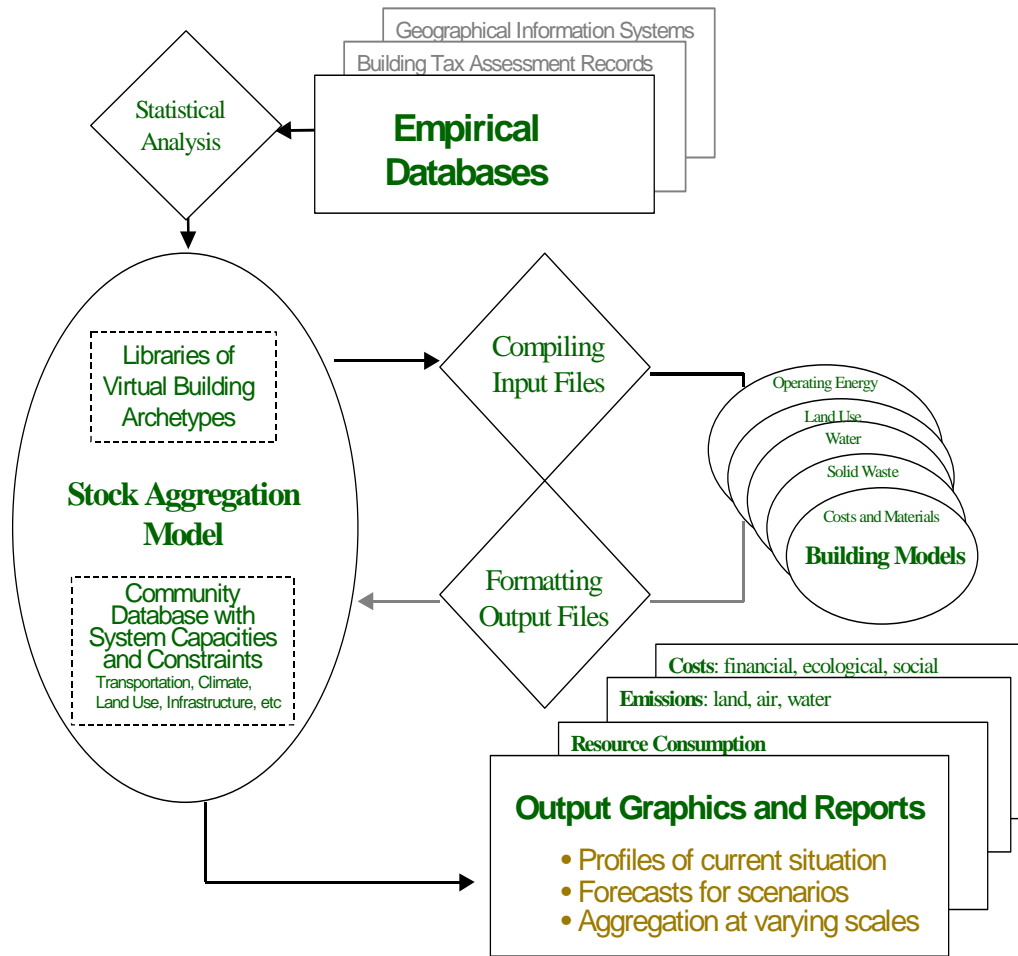 Geographical Information Systems
Building Tax Assessment Records
Empirical
Databases
Statistical
Analysis
Libraries of
Virtual Building
Archetypes
Stock Aggregation
Model
Community
Database with
System Capacities
and Constraints
Transportation, Climate,
Land Use, Infrastructure, etc
Compiling
Input Files
Formatting
Output Files
Operating Energy
Land Use
Water
Solid Waste
Costs and Materials
Building Models
Costs: financial, ecological, social
Emissions: land, air, water
Resource Consumption
Output Graphics and Reports
• Profiles of current situation
• Forecasts for scenarios
• Aggregation at varying scales